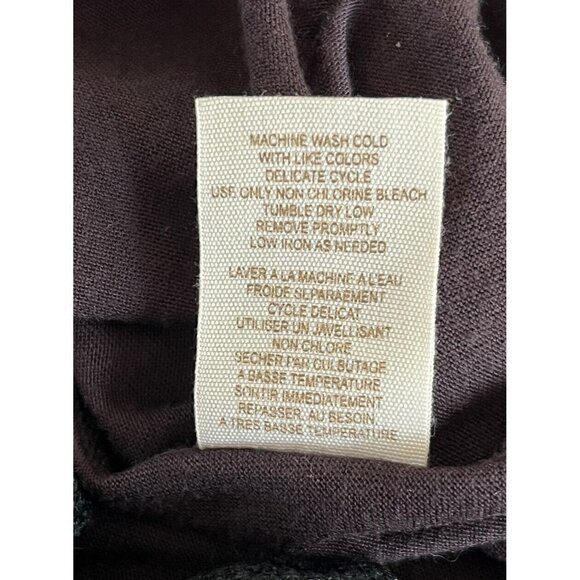 MACHINE WASH COLD
WITH LIKE COLORS
DELICATE CYCLE
USE ONLY NON CHLORINE BLEACH
TUMBLE DRY LOW
REMOVE PROMPTLY
LOW IRON AS NEEDED
LAVER A LA MACHINE A L'EAU
FROIDE SEPARAEMENT
CYCLE DELICAT
UTILISER UN JAVELLISANT
NON CHLORÉ
SECHER PAR CULBUTAGE
A BASSE TEMPERATURE
SORTIR IMMEDIATEMENT
REPASSER, AU BESOIN
A TRES BASSE TEMPERATURE